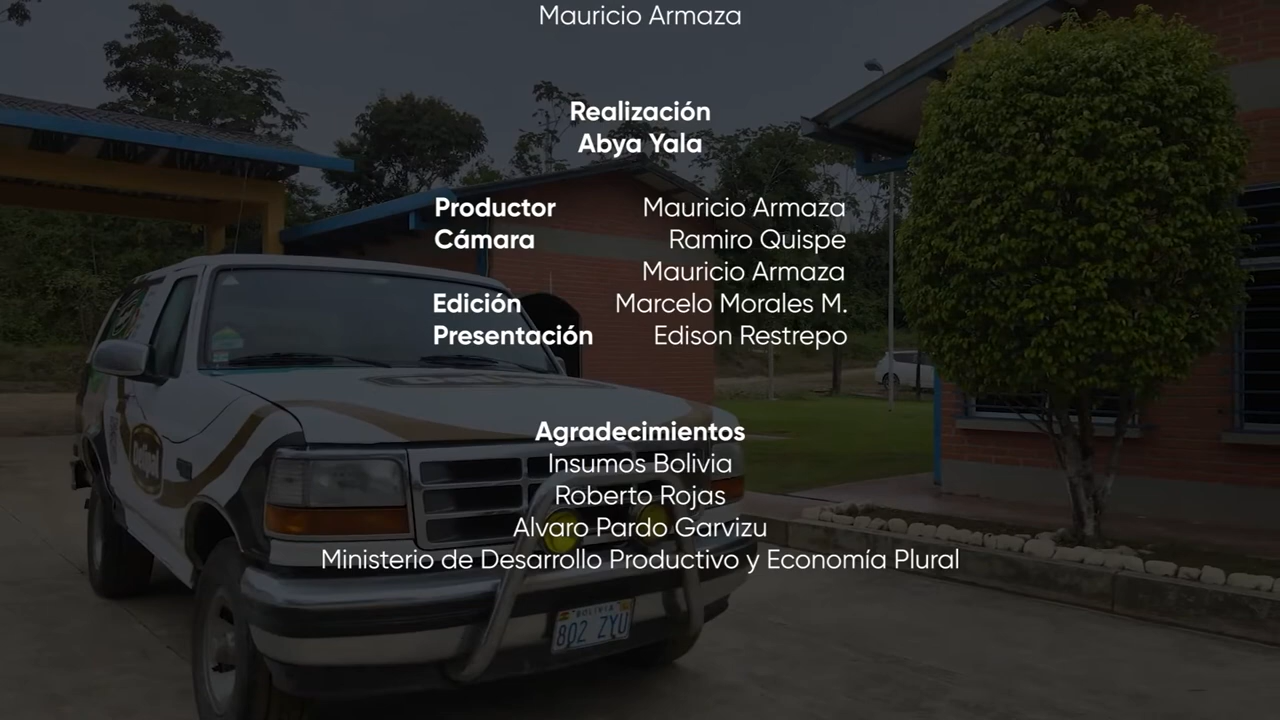 Mauricio Armaza
Realización
Abya Yala
Productor Mauricio Armaza
Cámara Ramiro Quispe
Mauricio Armaza
Edición Marcelo Morales M.
Presentación Edison Restrepo
Agradecimientos
Insumos Bolivia
Roberto Rojas
Alvaro Pardo Garvizu
Ministerio de Desarrollo Productivo y Economía Plural
BOLIVIA
802 ZYU